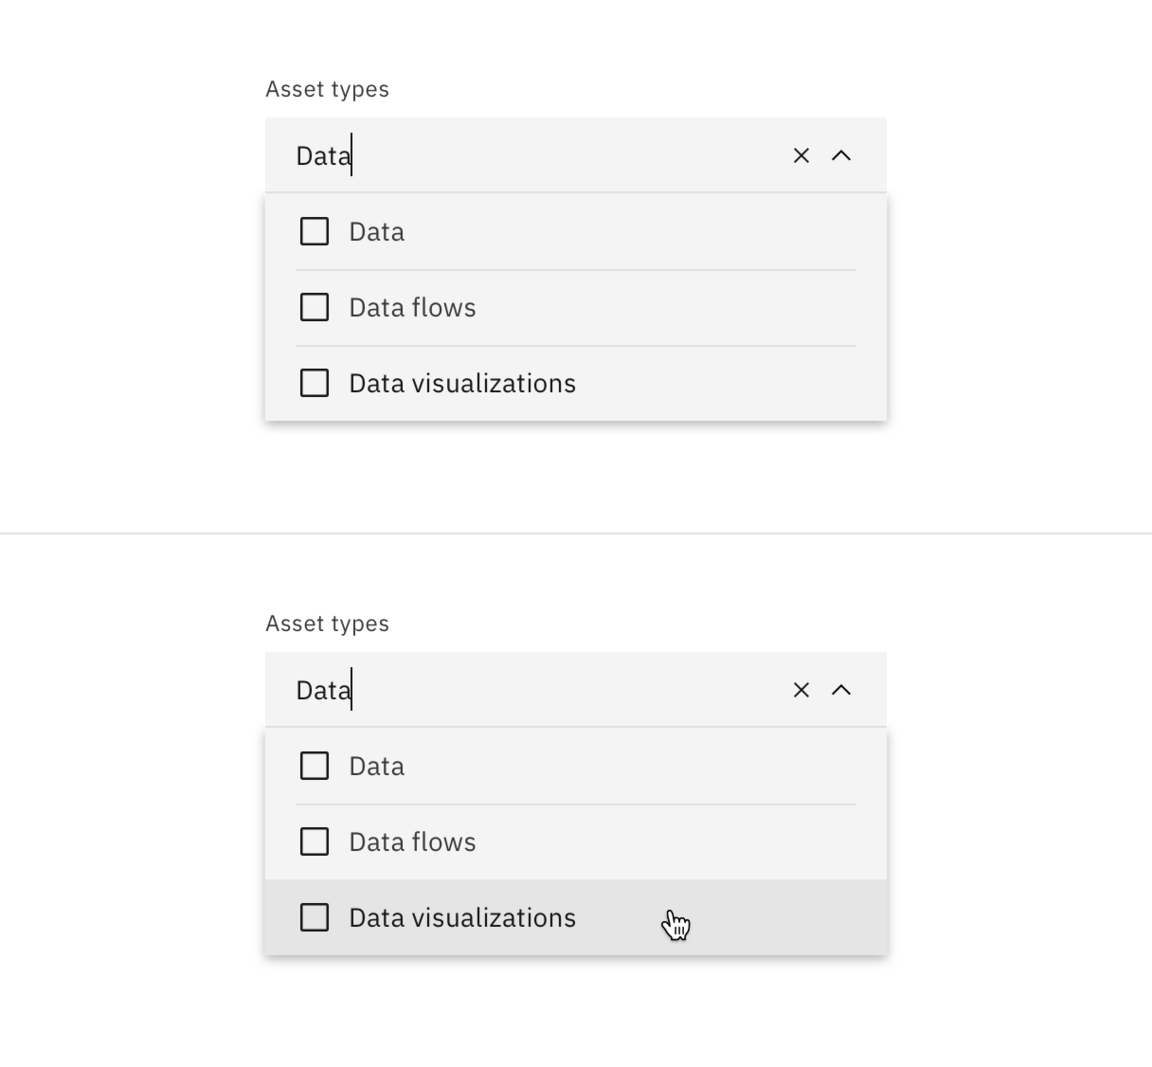 Asset types
Data
Data
Data flows
Data visualizations
Asset types
Data
Data
Data flows
Data visualizations